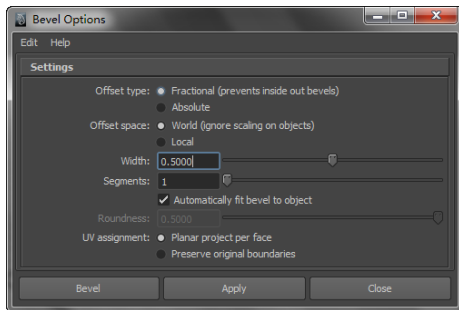 Bevel Options
Edit Help
Settings
Offset type: Fractional (prevents inside out bevels)
Absolute
Offset space: World (ignore scaling on objects)
Local
Width: 0.5000
Segments: 1
Automatically fit bevel to object
Roundness: 0.5000
UV assignment: Planar project per face
Preserve original boundaries
Bevel Apply Close